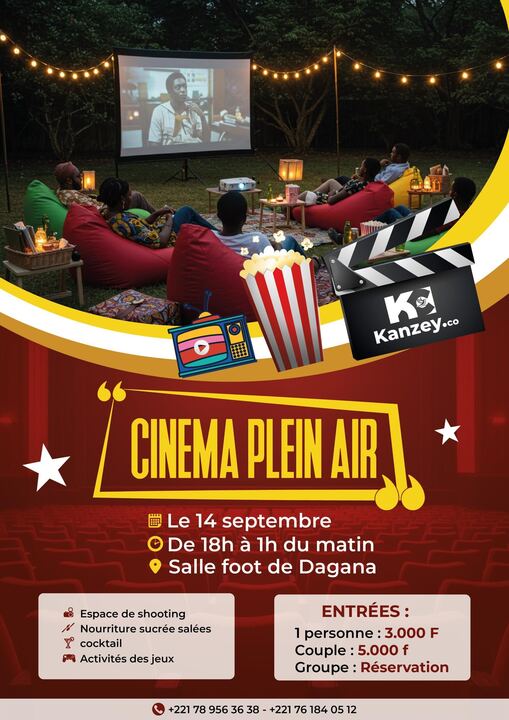 K
Kanzey.co
CINEMA PLEIN AIR
Le 14 septembre
De 18h à 1h du matin
Salle foot de Dagana
Espace de shooting
Nourriture sucrée salées
cocktail
Activités des jeux
ENTRÉES :
1 personne : 3.000 F
Couple : 5.000 f
Groupe : Réservation
+221 78 956 36 38 - +221 76 184 05 12